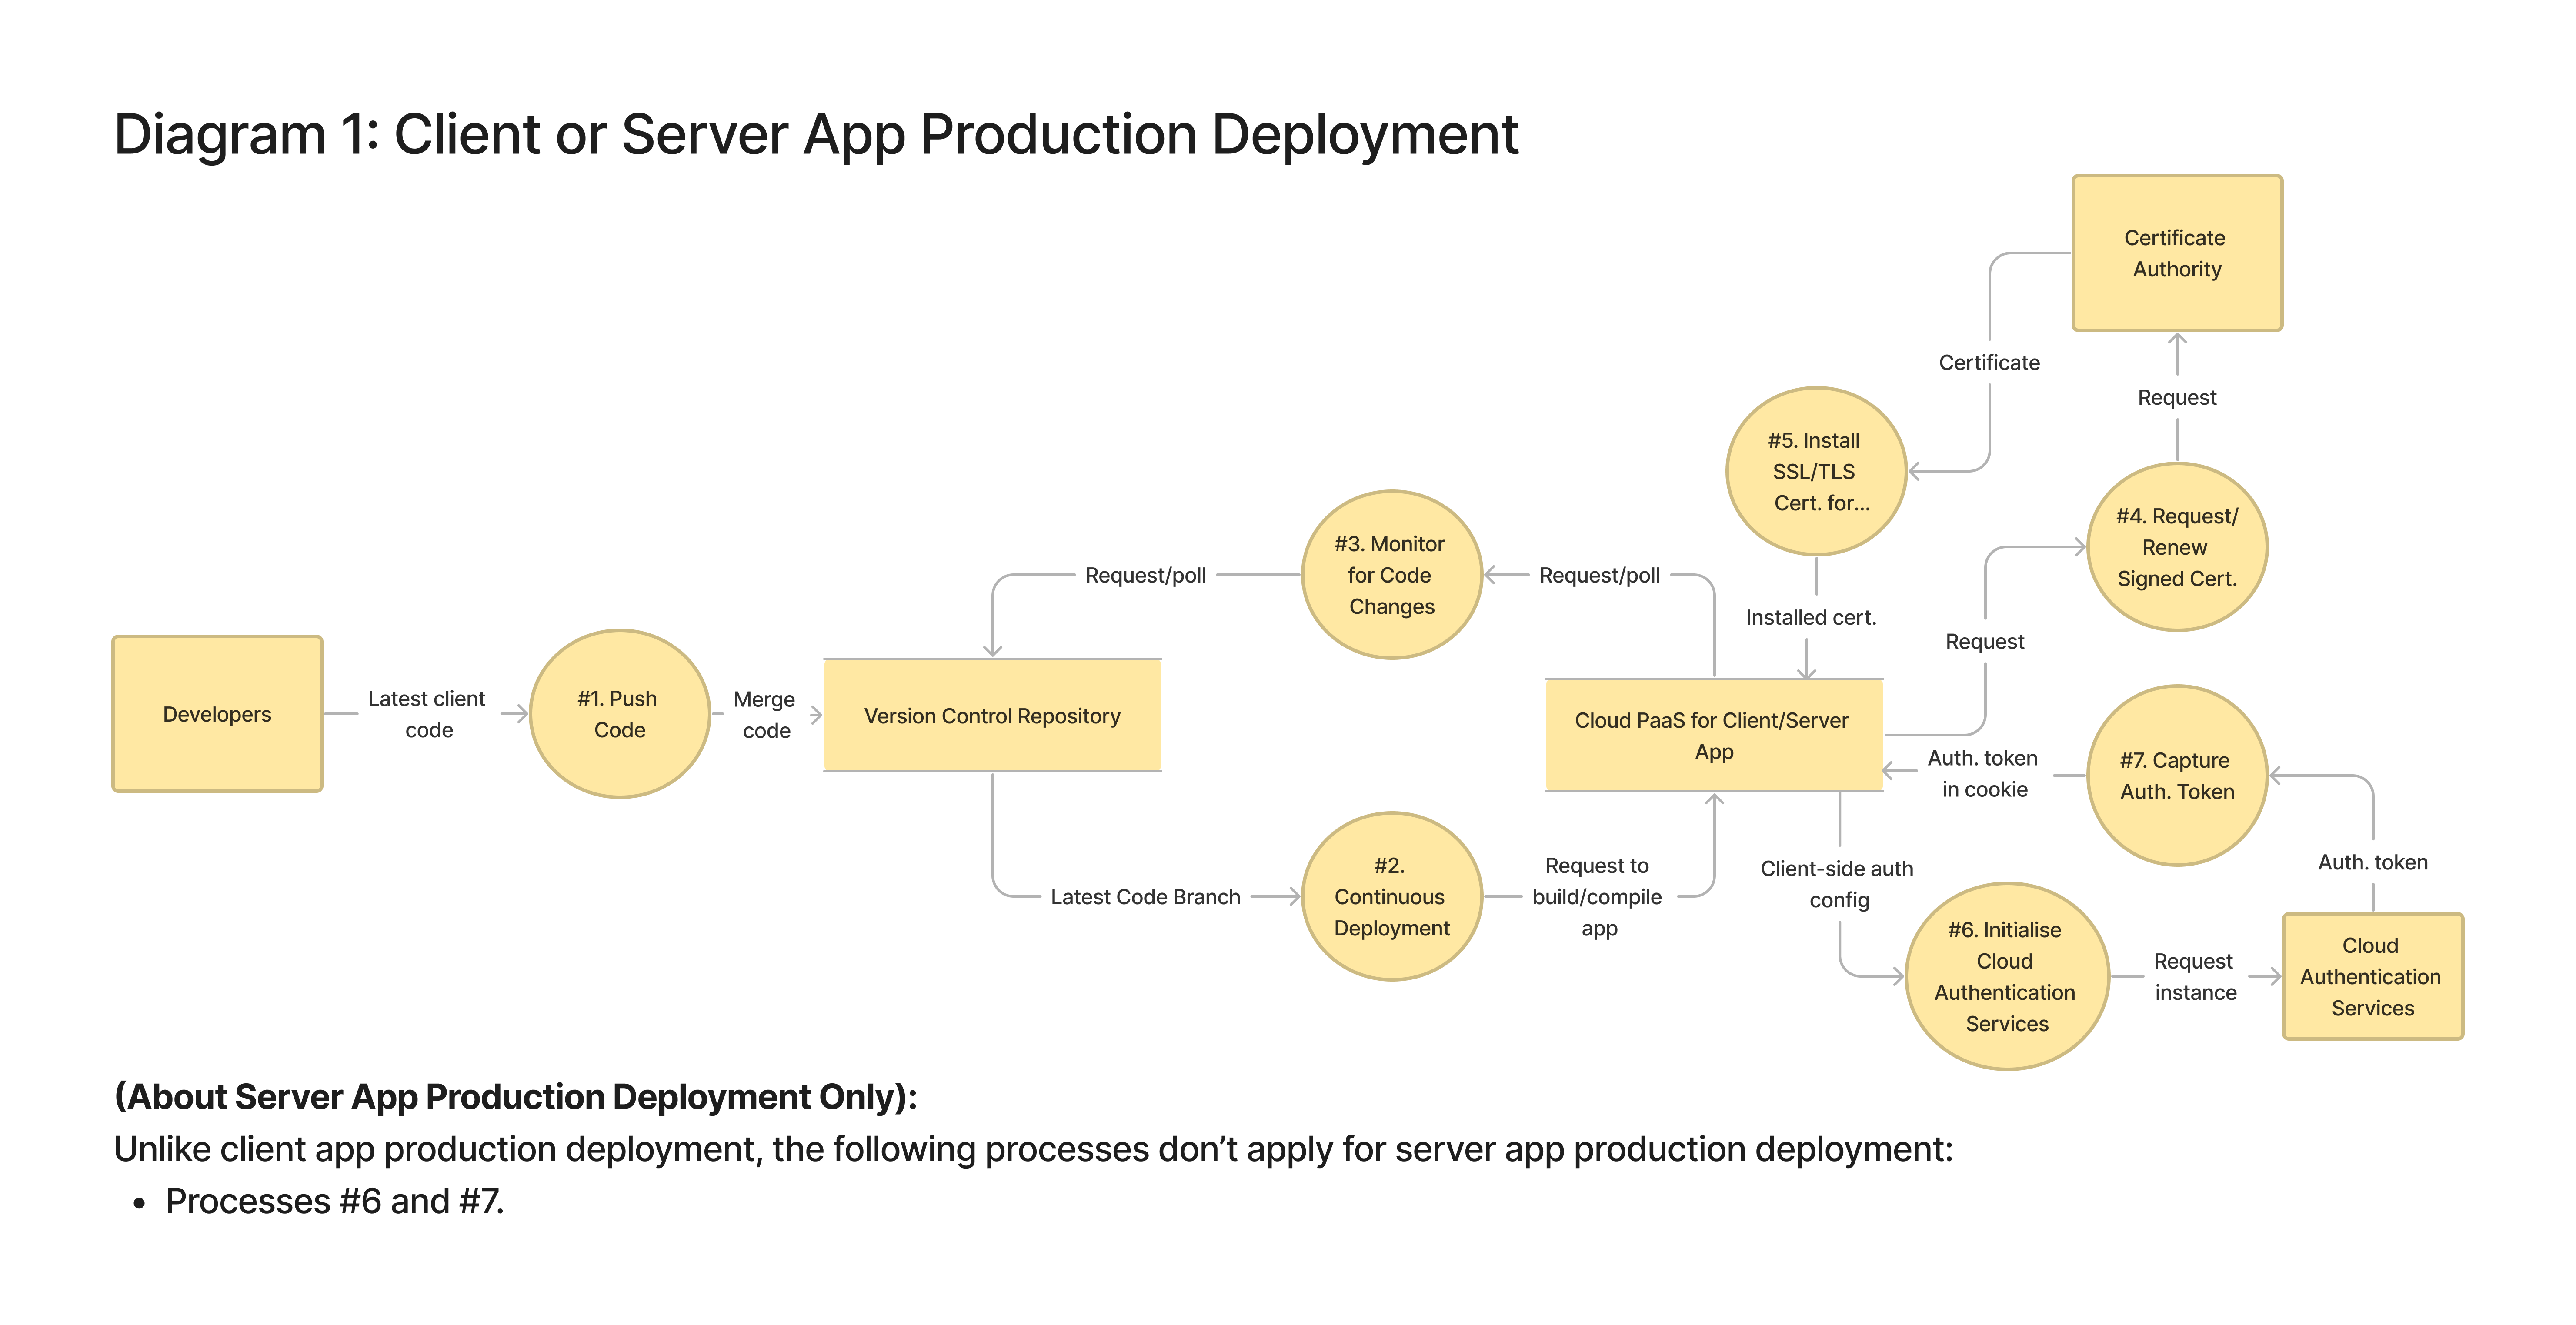 Diagram 1: Client or Server App Production Deployment
Certificate
Authority
Certificate
Request
#5. Install
SSL/TLS
Cert. for...
#4. Request/
Renew
Signed Cert.
#3. Monitor
for Code
Changes
Request/poll
Request/poll
Installed cert.
Request
Developers
Latest client
code
#1. Push
Code
Merge
code
Version Control Repository
Cloud PaaS for Client/Server
App
Auth. token
in cookie
#7. Capture
Auth. Token
Auth. token
Latest Code Branch
#2.
Continuous
Deployment
Request to
build/compile
app
Client-side auth
config
#6. Initialise
Cloud
Authentication
Services
Request
instance
Cloud
Authentication
Services
(About Server App Production Deployment Only):
Unlike client app production deployment, the following processes don’t apply for server app production deployment:
• Processes #6 and #7.